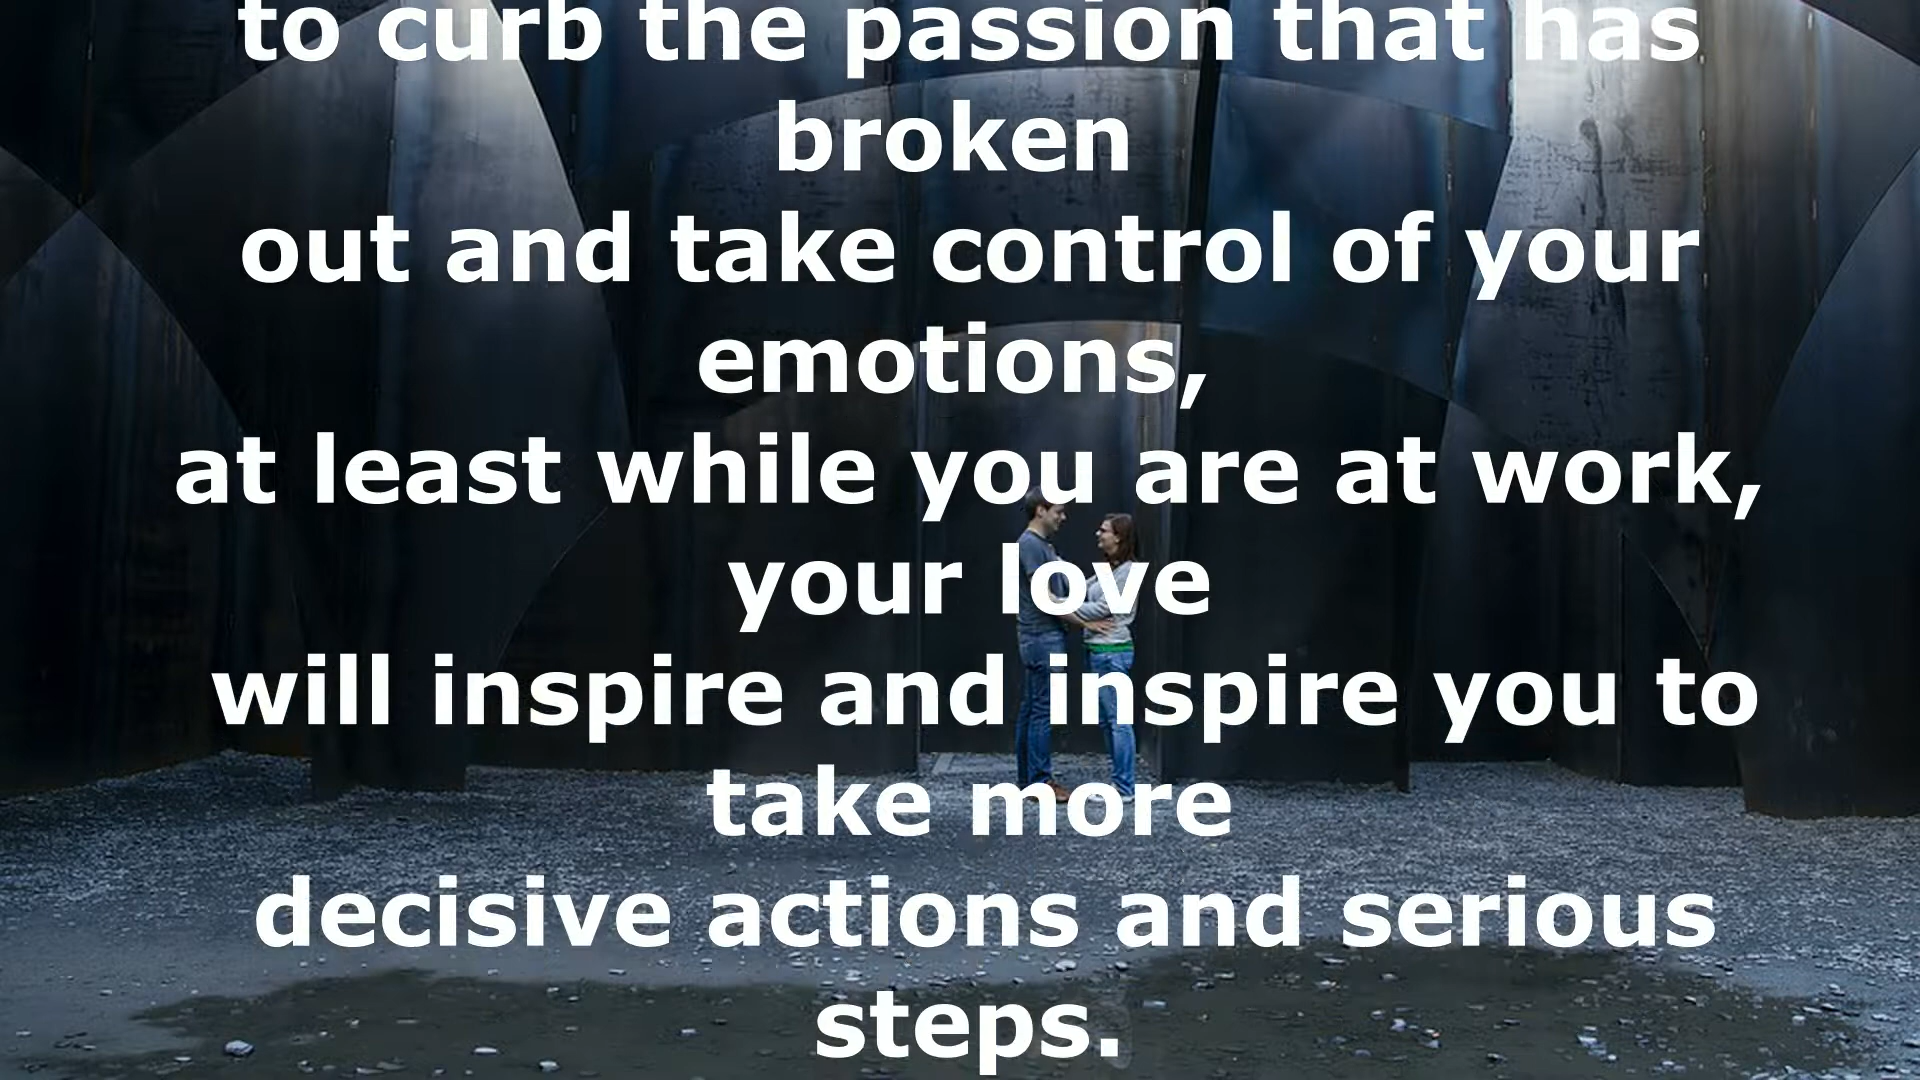 to curb the passion that has
broken
out and take control of your
emotions,
at least while you are at work,
your love
will inspire and inspire you to
take more
decisive actions and serious
steps.